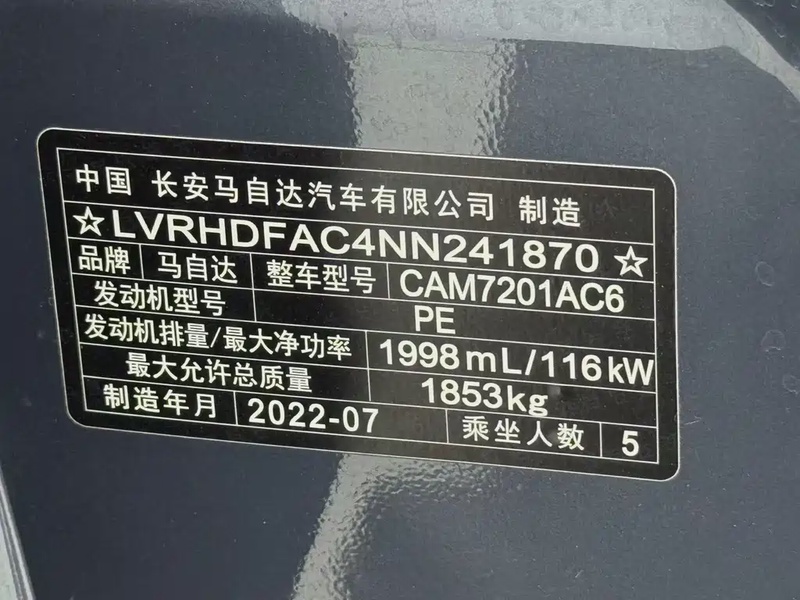 中国 长安马自达汽车有限公司 制造
☆LVRHDFAC4NN241870☆
品牌 马自达 整车型号 CAM7201AC6
发动机型号 PE
发动机排量/最大净功率 1998mL/116kW
最大允许总质量 1853kg
制造年月 2022-07 乘坐人数 5